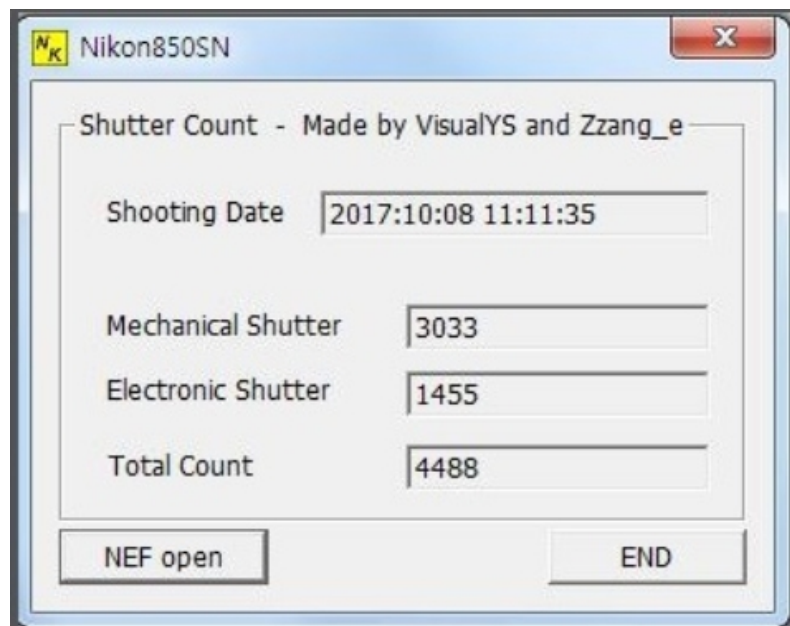 NK Nikon850SN X
Shutter Count - Made by VisualYS and Zzang_e
Shooting Date 2017:10:08 11:11:35
Mechanical Shutter 3033
Electronic Shutter 1455
Total Count 4488
NEF open END